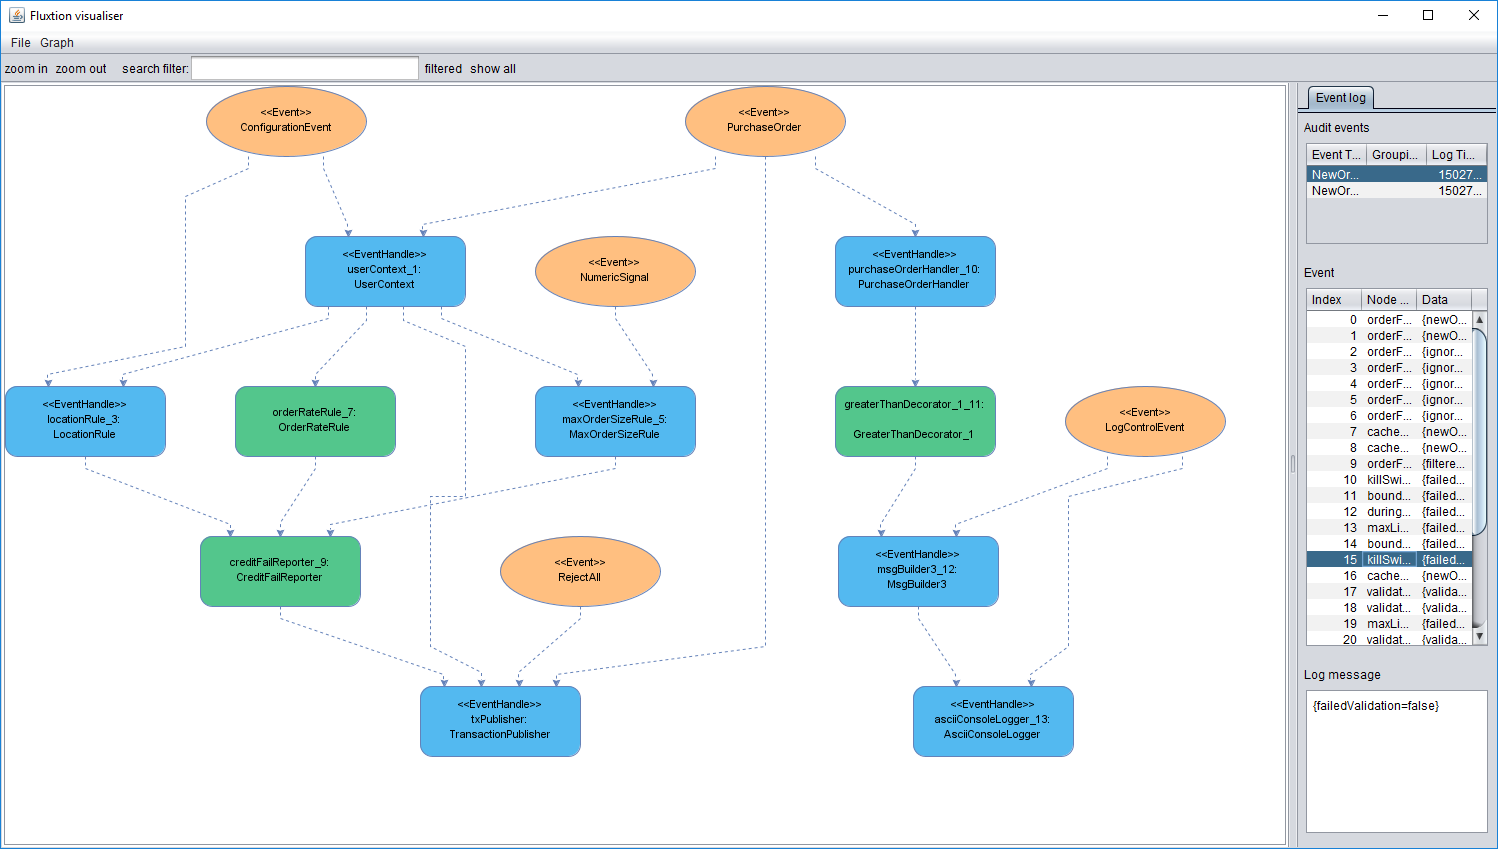 Fluxtion visualiser
File Graph
zoom in zoom out search filter: filtered show all
<<Event>>
ConfigurationEvent
<<Event>>
PurchaseOrder
<<EventHandle>>
userContext_1:
UserContext
<<Event>>
NumericSignal
<<EventHandle>>
purchaseOrderHandler_10:
PurchaseOrderHandler
<<EventHandle>>
locationRule_3:
LocationRule
orderRateRule_7:
OrderRateRule
<<EventHandle>>
maxOrderSizeRule_5:
MaxOrderSizeRule
greaterThanDecorator_1_11:
GreaterThanDecorator_1
<<Event>>
LogControlEvent
creditFailReporter_9:
CreditFailReporter
<<Event>>
RejectAll
<<EventHandle>>
msgBuilder3_12:
MsgBuilder3
<<EventHandle>>
txPublisher:
TransactionPublisher
<<EventHandle>>
asciiConsoleLogger_13:
AsciiConsoleLogger
Event log
Audit events
Event T... Groupi... Log Ti...
NewOr... 15027...
NewOr... 15027...
Event
Index Node ... Data
0 orderF... {newO...
1 orderF... {newO...
2 orderF... {ignor...
3 orderF... {ignor...
4 orderF... {ignor...
5 orderF... {ignor...
6 orderF... {ignor...
7 cache... {newO...
8 cache... {newO...
9 orderF... {filtere...
10 killSwi... {failed...
11 bound... {failed...
12 during... {failed...
13 maxLi... {failed...
14 bound... {failed...
15 killSwi... {failed...
16 cache... {newO...
17 validat... {valida...
18 validat... {valida...
19 maxLi... {failed...
20 validat... {valida...
Log message
{failedValidation=false}